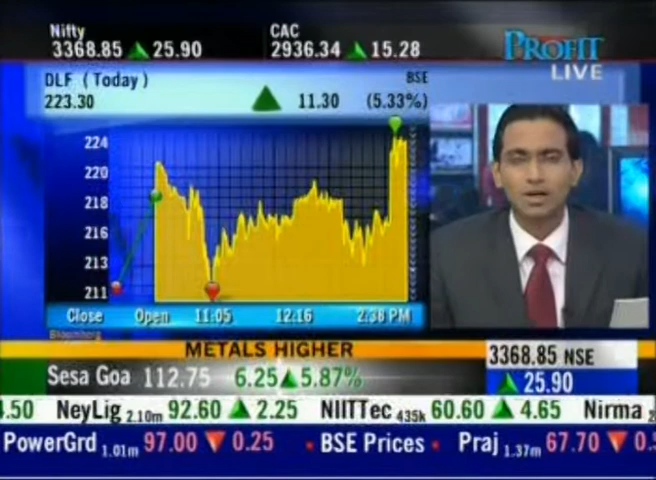 Nifty
3368.85 ▲ 25.90
CAC
2936.34 ▲ 15.28
PROFIT
LIVE
DLF (Today)
BSE
223.30 ▲ 11.30 (5.33%)
224
220
218
216
213
211
Close Open 11:05 12:16 2:38 PM
Bloomberg
METALS HIGHER
Sesa Goa 112.75 6.25 ▲ 5.87%
3368.85 NSE
▲ 25.90
4.50 NeyLig 2.10m 92.60 ▲ 2.25 NIITTec 435k 60.60 ▲ 4.65 Nirma
PowerGrd 1.01m 97.00 ▼ 0.25 • BSE Prices • Praj 1.37m 67.70 ▼